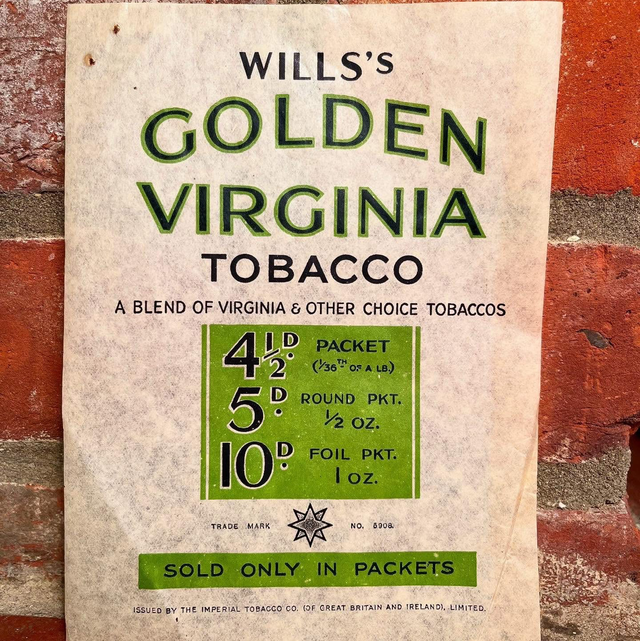 WILLS'S
GOLDEN
VIRGINIA
TOBACCO
A BLEND OF VIRGINIA & OTHER CHOICE TOBACCOS
4½D. PACKET
(1/36TH OF A LB.)
5D. ROUND PKT.
½ OZ.
10D. FOIL PKT.
1 OZ.
TRADE MARK NO. 5908.
SOLD ONLY IN PACKETS
ISSUED BY THE IMPERIAL TOBACCO CO. (OF GREAT BRITAIN AND IRELAND), LIMITED.